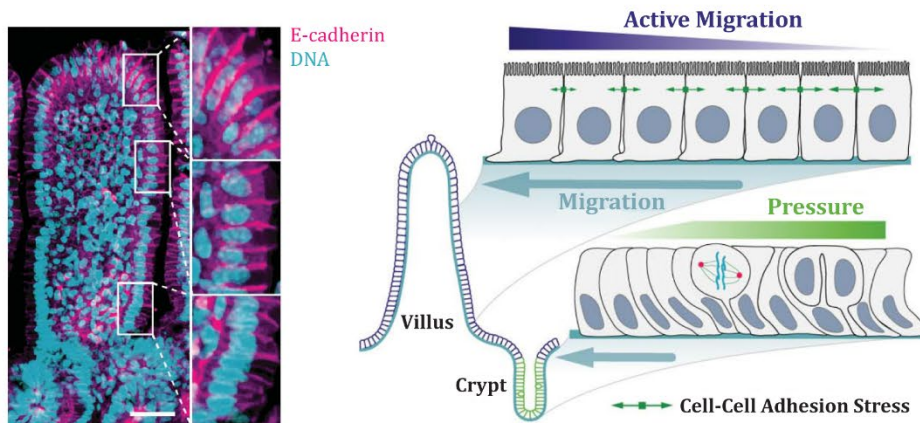 E-cadherin
DNA
Active Migration
Migration
Pressure
Villus
Crypt
Cell-Cell Adhesion Stress